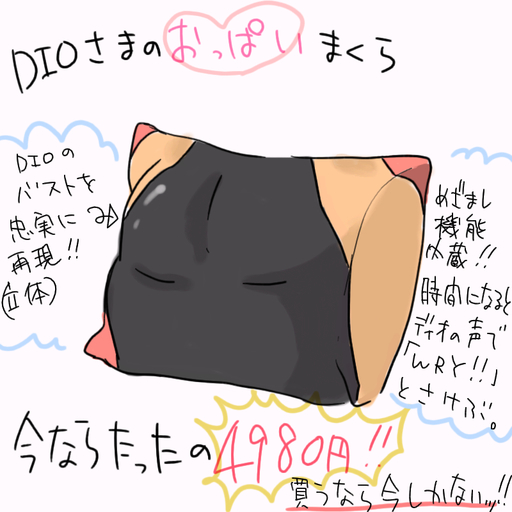 DIOさまのおっぱいまくら
DIOの
バストを
忠実に
再現!!
(立体)
めざまし
機能
内蔵!!
時間になると
ディオの声で
「WRY!!」
とさけぶ。
今ならたったの4980円!!
買うなら今しかないッ!!